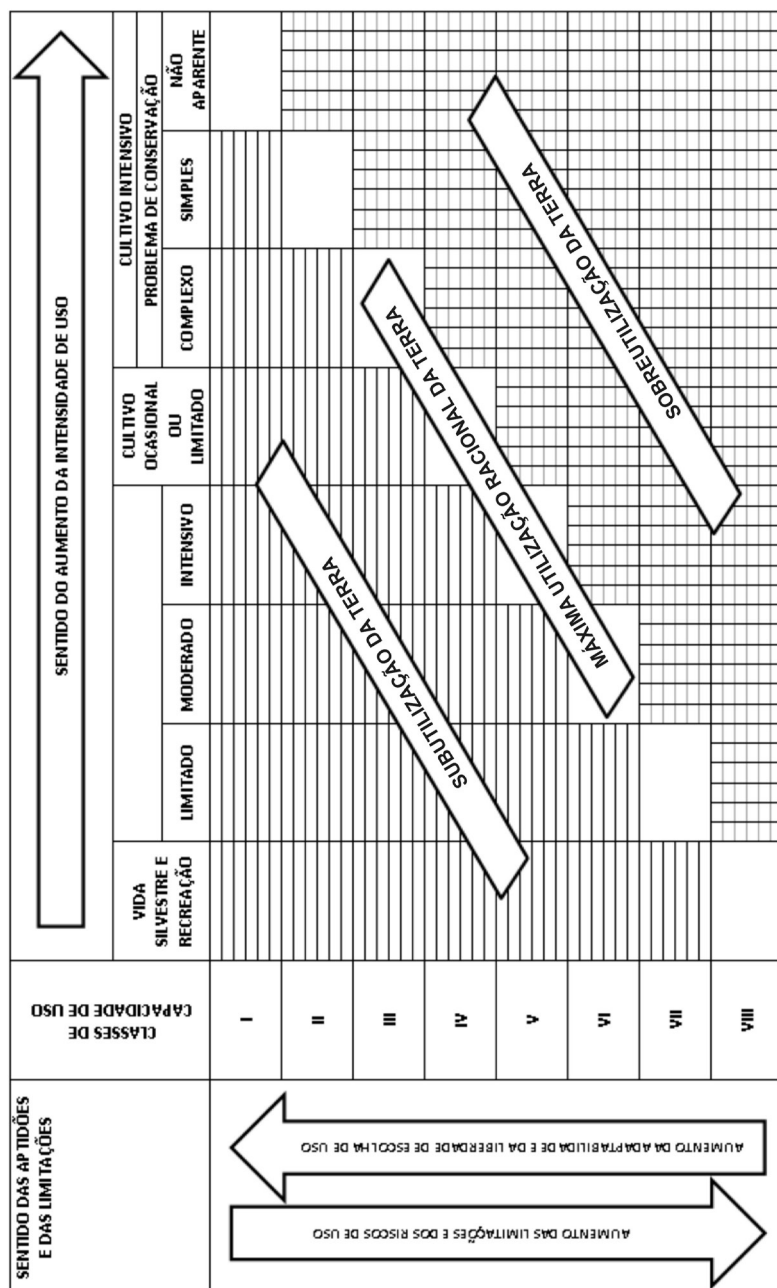 SENTIDO DAS APTIDÕES
E DAS LIMITAÇÕES
CLASSES DE
CAPACIDADE DE USO
SENTIDO DO AUMENTO DA INTENSIDADE DE USO
VIDA
SILVESTRE E
RECREAÇÃO
LIMITADO
MODERADO
INTENSIVO
CULTIVO
OCASIONAL
OU
LIMITADO
CULTIVO INTENSIVO
PROBLEMA DE CONSERVAÇÃO
COMPLEXO
SIMPLES
NÃO
APARENTE
AUMENTO DAS LIMITAÇÕES E DOS RISCOS DE USO
AUMENTO DA ADAPTABILIDA DE E DA LIBERDADE DE ESCOLHA DE USO
I
II
III
IV
V
VI
VII
VIII
SUBUTILIZAÇÃO DA TERRA
MÁXIMA UTILIZAÇÃO RACIONAL DA TERRA
SOBREUTILIZAÇÃO DA TERRA